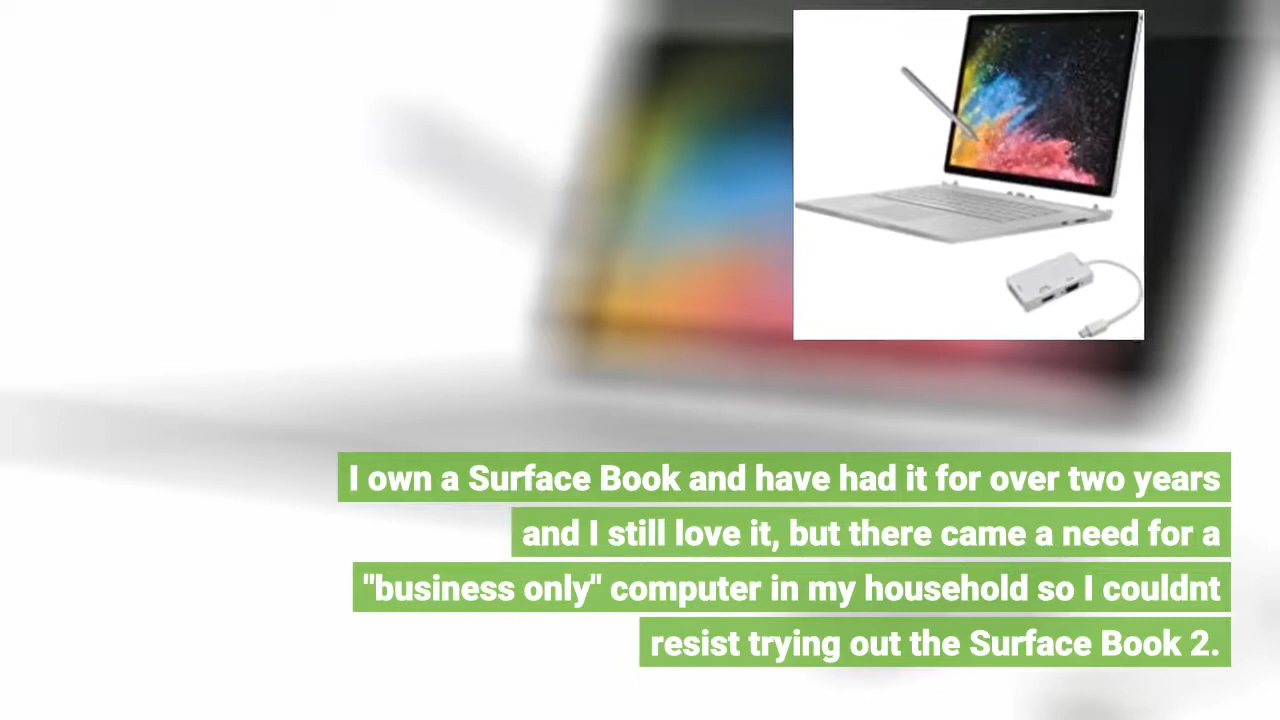 I own a Surface Book and have had it for over two years
and I still love it, but there came a need for a
"business only" computer in my household so I couldnt
resist trying out the Surface Book 2.